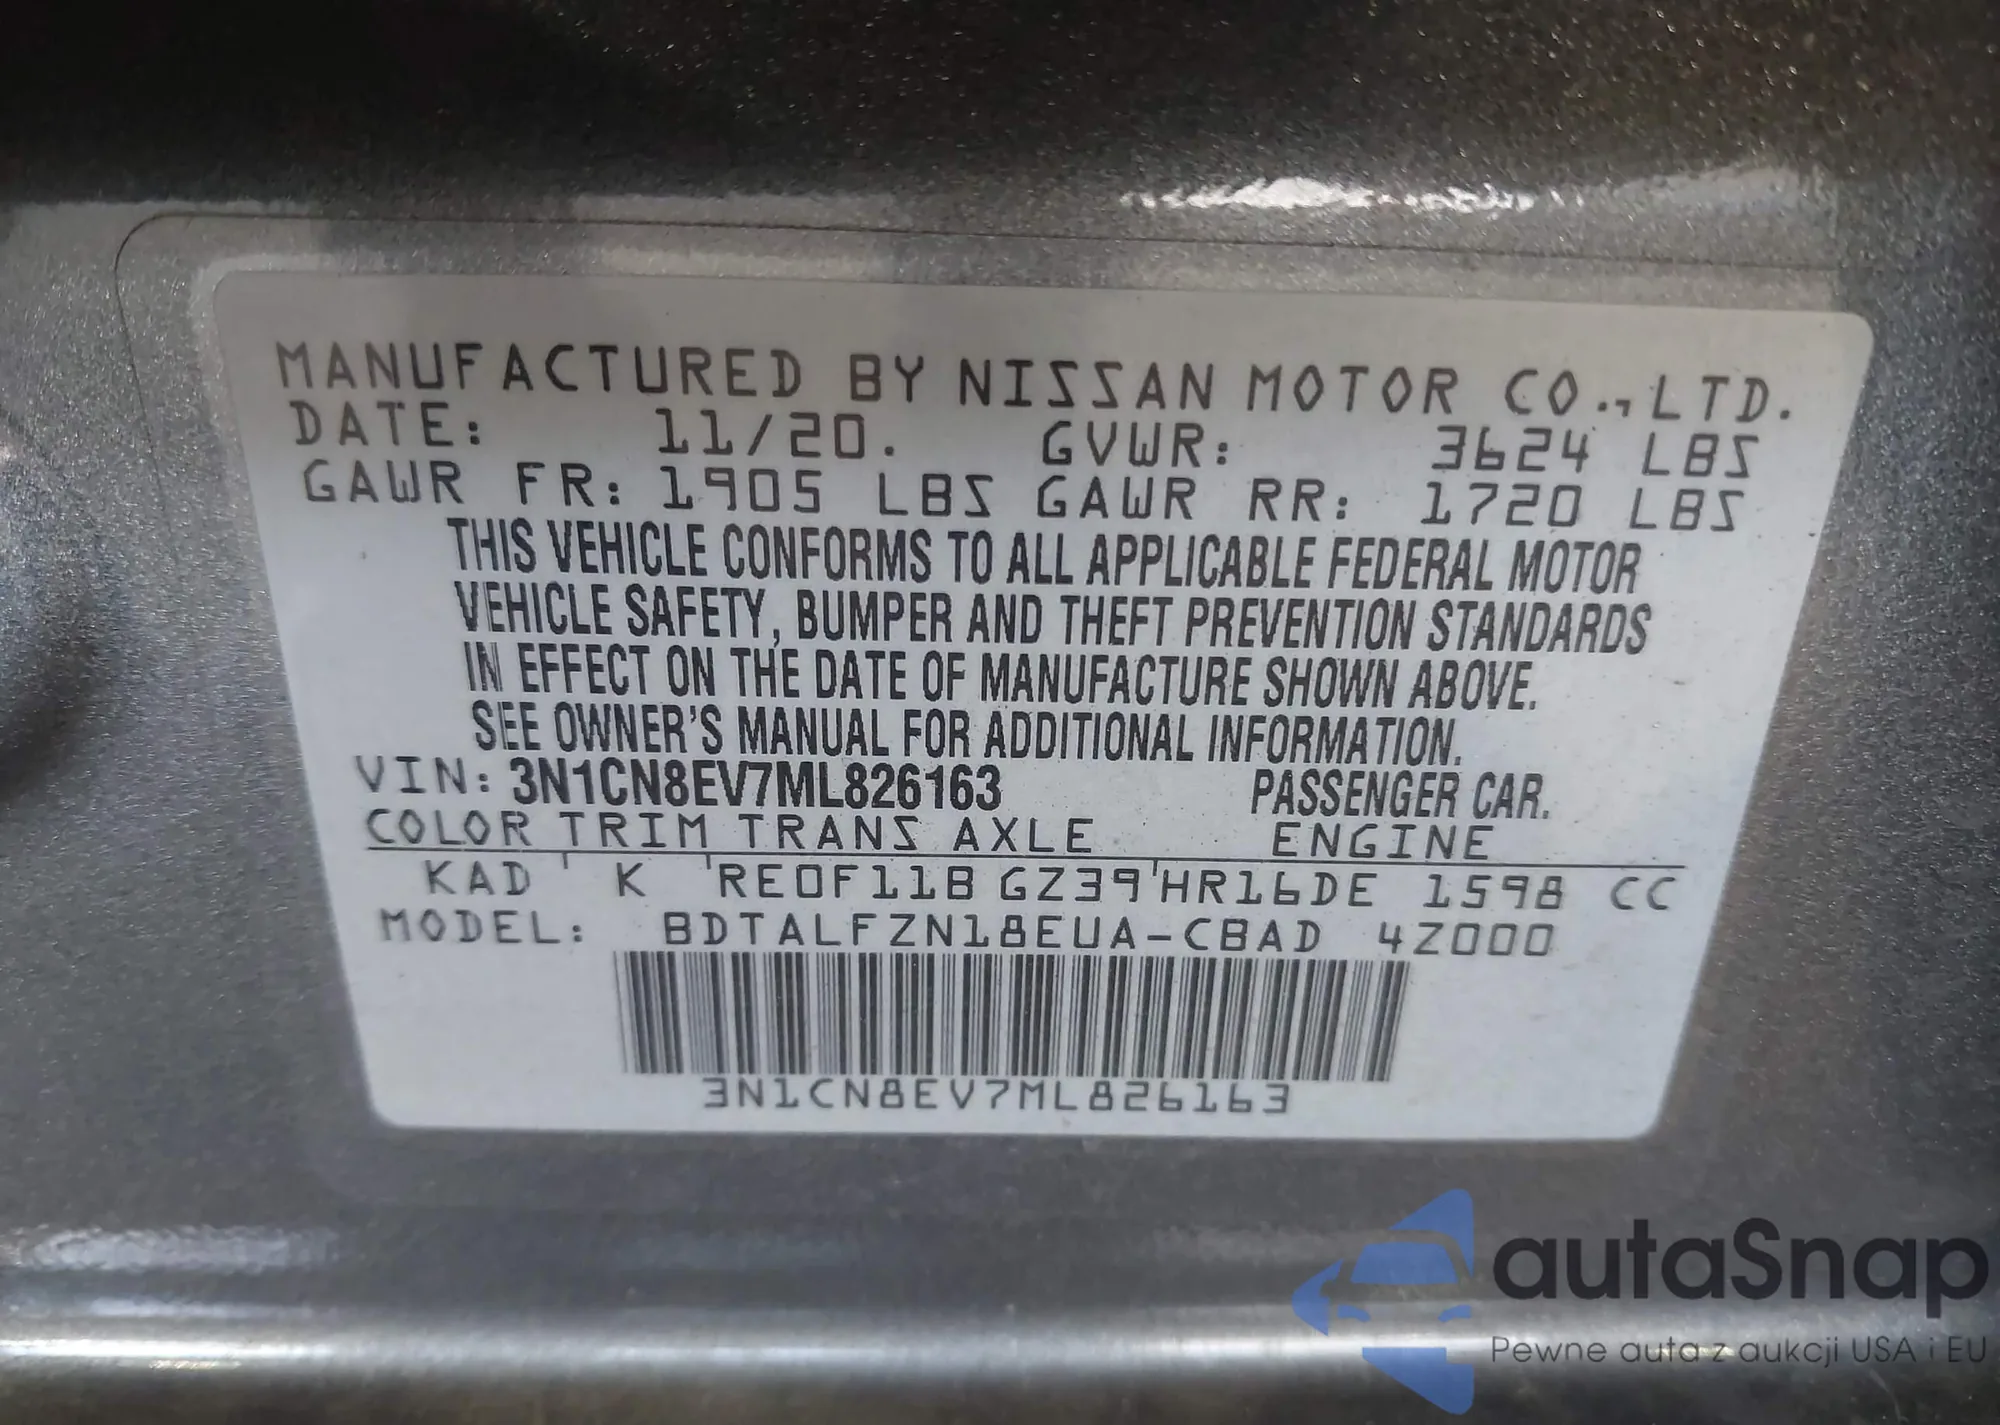 MANUFACTURED BY NISSAN MOTOR CO.,LTD.
DATE: 11/20. GVWR: 3624 LBS
GAWR FR: 1905 LBS GAWR RR: 1720 LBS
THIS VEHICLE CONFORMS TO ALL APPLICABLE FEDERAL MOTOR
VEHICLE SAFETY, BUMPER AND THEFT PREVENTION STANDARDS
IN EFFECT ON THE DATE OF MANUFACTURE SHOWN ABOVE.
SEE OWNER'S MANUAL FOR ADDITIONAL INFORMATION.
VIN: 3N1CN8EV7ML826163 PASSENGER CAR.
COLOR TRIM TRANS AXLE ENGINE
KAD K RE0F11B GZ39 HR16DE 1598 CC
MODEL: BDTALFZN18EUA-CBAD 4Z000
3N1CN8EV7ML826163
autaSnap
Pewne auta z aukcji USA i EU